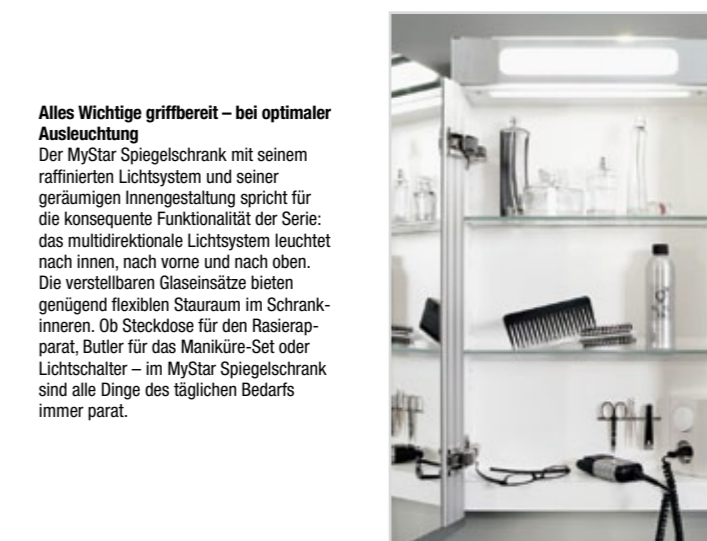 Alles Wichtige griffbereit – bei optimaler
Ausleuchtung
Der MyStar Spiegelschrank mit seinem
raffinierten Lichtsystem und seiner
geräumigen Innengestaltung spricht für
die konsequente Funktionalität der Serie:
das multidirektionale Lichtsystem leuchtet
nach innen, nach vorne und nach oben.
Die verstellbaren Glaseinsätze bieten
genügend flexiblen Stauraum im Schrank-
inneren. Ob Steckdose für den Rasierap-
parat, Butler für das Maniküre-Set oder
Lichtschalter – im MyStar Spiegelschrank
sind alle Dinge des täglichen Bedarfs
immer parat.